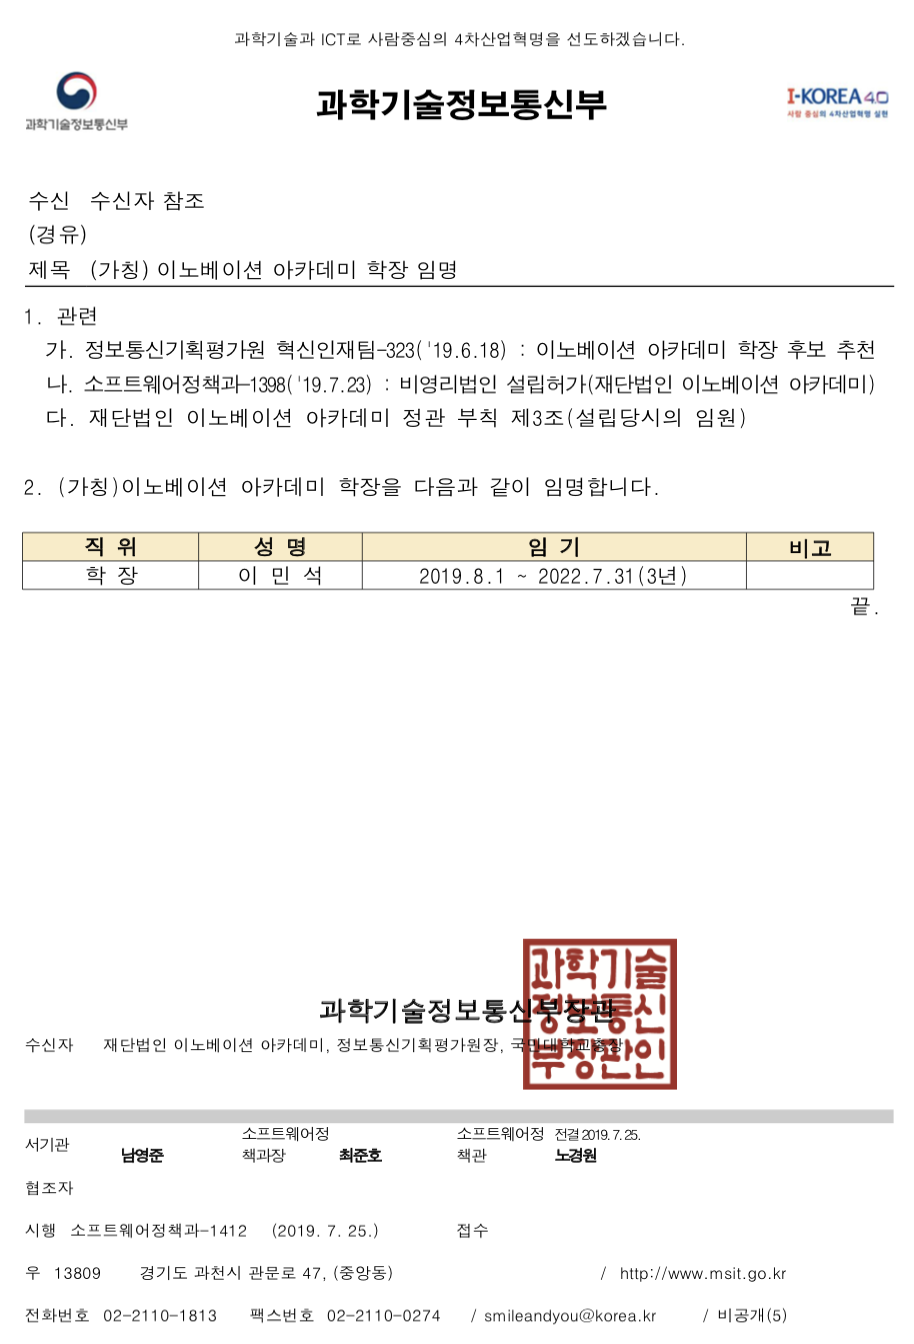 과학기술과 ICT로 사람중심의 4차산업혁명을 선도하겠습니다.
과학기술정보통신부
과학기술정보통신부
I-KOREA 4.0
사람 중심의 4차산업혁명 실현
수신 수신자 참조
(경유)
제목 (가칭) 이노베이션 아카데미 학장 임명
1. 관련
가. 정보통신기획평가원 혁신인재팀-323('19.6.18) : 이노베이션 아카데미 학장 후보 추천
나. 소프트웨어정책과-1398('19.7.23) : 비영리법인 설립허가(재단법인 이노베이션 아카데미)
다. 재단법인 이노베이션 아카데미 정관 부칙 제3조(설립당시의 임원)
2. (가칭)이노베이션 아카데미 학장을 다음과 같이 임명합니다.
직 위 성 명 임 기 비고
학 장 이 민 석 2019.8.1 ~ 2022.7.31(3년)
끝.
과학기술정보통신부장관
과학기술
정보통신
부장관인
수신자 재단법인 이노베이션 아카데미, 정보통신기획평가원장, 국민대학교총장
서기관 남영준 소프트웨어정책과장 최준호 소프트웨어정책관 전결 2019. 7. 25. 노경원
협조자
시행 소프트웨어정책과-1412 (2019. 7. 25.) 접수
우 13809 경기도 과천시 관문로 47, (중앙동) / http://www.msit.go.kr
전화번호 02-2110-1813 팩스번호 02-2110-0274 / smileandyou@korea.kr / 비공개(5)